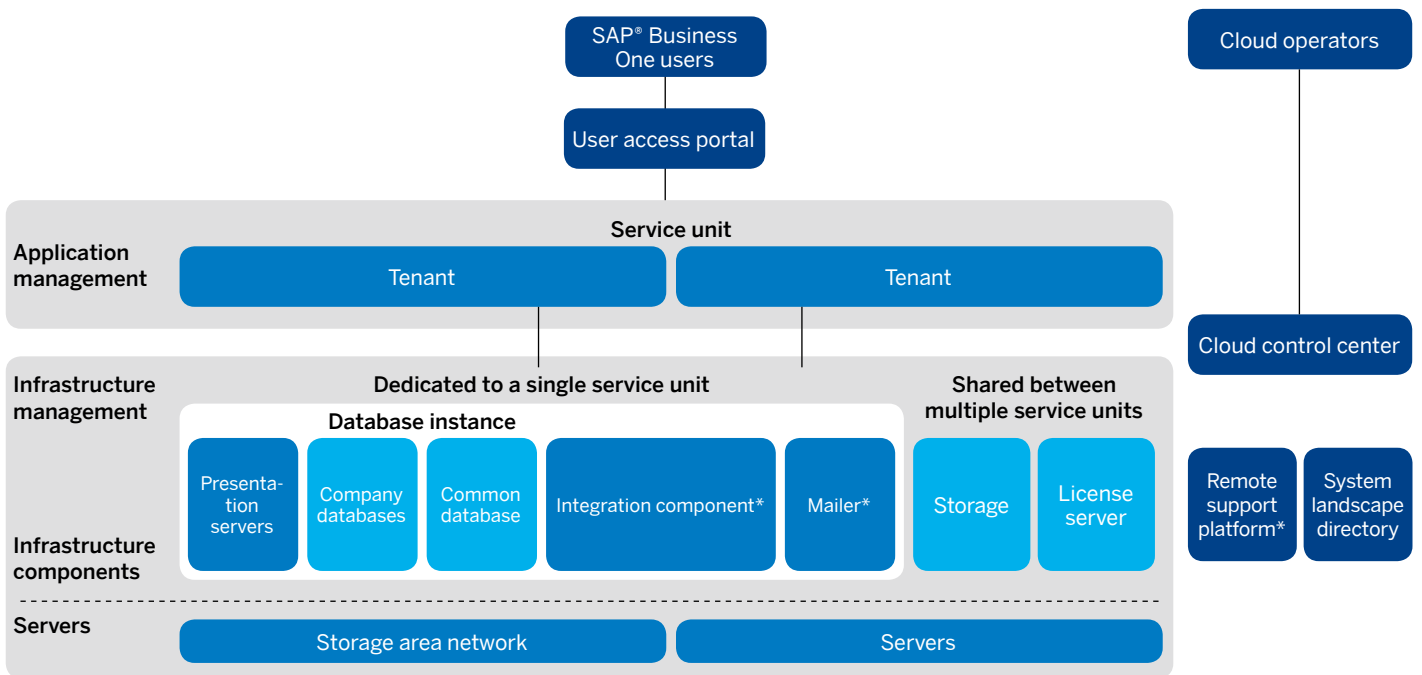 SAP® Business
One users
Cloud operators
User access portal
Service unit
Application
management
Tenant
Tenant
Cloud control center
Infrastructure
management
Dedicated to a single service unit
Shared between
multiple service units
Database instance
Presenta-
tion
servers
Company
databases
Common
database
Integration component*
Mailer*
Storage
License
server
Remote
support
platform*
System
landscape
directory
Infrastructure
components
Servers
Storage area network
Servers